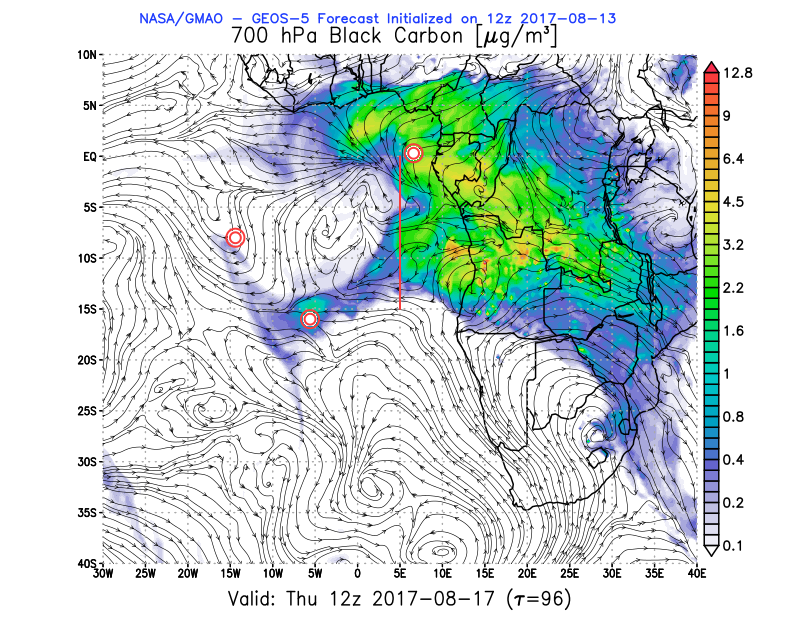 NASA/GMAO – GEOS–5 Forecast Initialized on 12z 2017–08–13
700 hPa Black Carbon [μg/m³]
10N
5N
EQ
5S
10S
15S
20S
25S
30S
35S
40S
30W 25W 20W 15W 10W 5W 0 5E 10E 15E 20E 25E 30E 35E 40E
12.8
9
6.4
4.5
3.2
2.2
1.6
1
0.8
0.4
0.2
0.1
Valid: Thu 12z 2017–08–17 (τ=96)